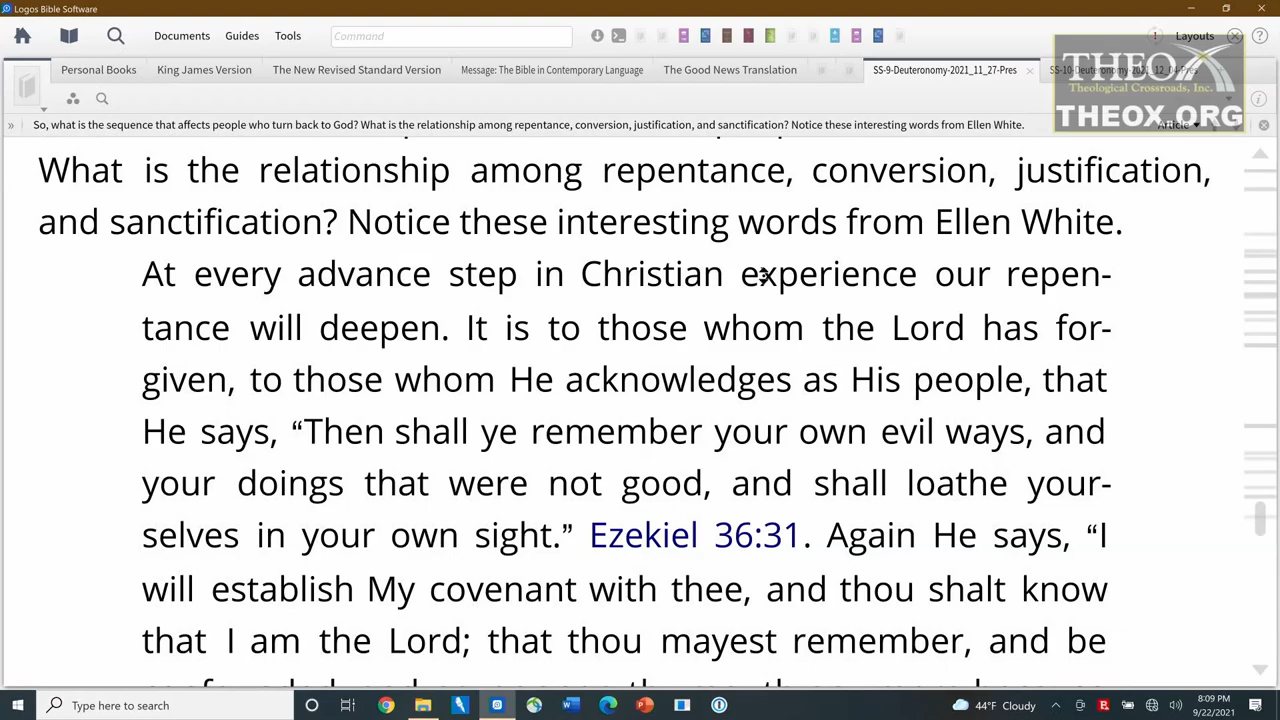 Logos Bible Software
Documents Guides Tools Command Layouts
Personal Books King James Version The New Revised Standard Message: The Bible in Contemporary Language The Good News Translation SS-9-Deuteronomy-2021_11_27-Pres SS-10-Deuteronomy-2021_12_04-Pres
THEOX
Theological Crossroads, Inc.
THEOX.ORG
So, what is the sequence that affects people who turn back to God? What is the relationship among repentance, conversion, justification, and sanctification? Notice these interesting words from Ellen White. Article
What is the relationship among repentance, conversion, justification,
and sanctification? Notice these interesting words from Ellen White.
At every advance step in Christian experience our repen-
tance will deepen. It is to those whom the Lord has for-
given, to those whom He acknowledges as His people, that
He says, “Then shall ye remember your own evil ways, and
your doings that were not good, and shall loathe your-
selves in your own sight.” Ezekiel 36:31. Again He says, “I
will establish My covenant with thee, and thou shalt know
that I am the Lord; that thou mayest remember, and be
Type here to search 44°F Cloudy 8:09 PM
9/22/2021